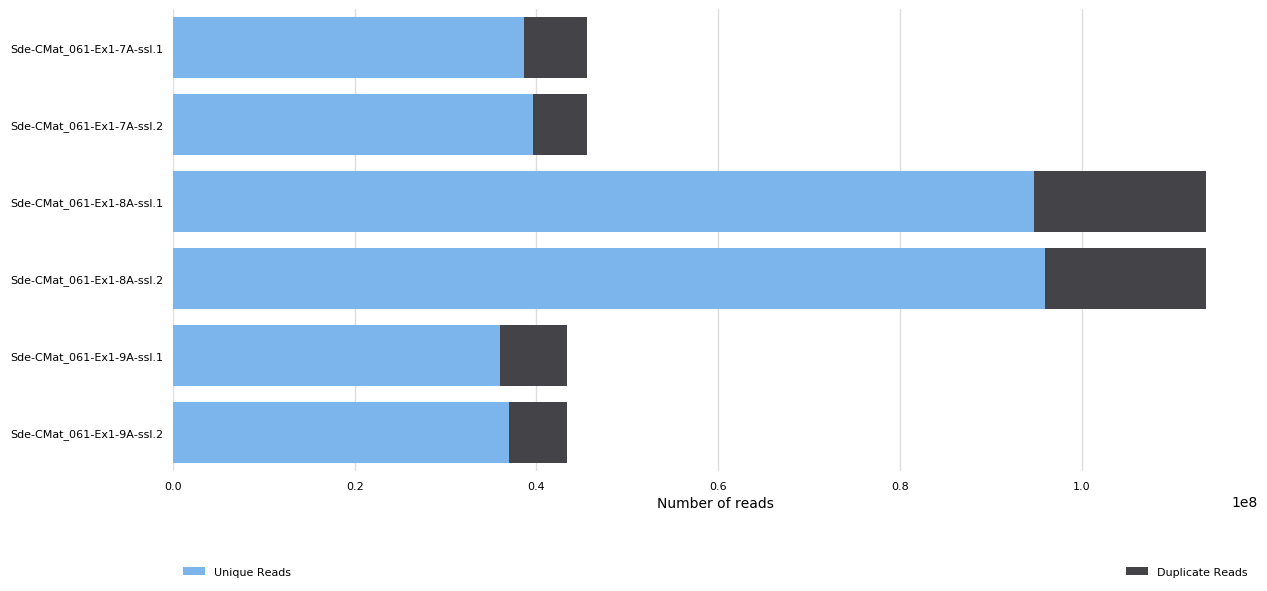 Sde-CMat_061-Ex1-7A-ssl.1
Sde-CMat_061-Ex1-7A-ssl.2
Sde-CMat_061-Ex1-8A-ssl.1
Sde-CMat_061-Ex1-8A-ssl.2
Sde-CMat_061-Ex1-9A-ssl.1
Sde-CMat_061-Ex1-9A-ssl.2
0.0 0.2 0.4 0.6 0.8 1.0
Number of reads
1e8
Unique Reads Duplicate Reads